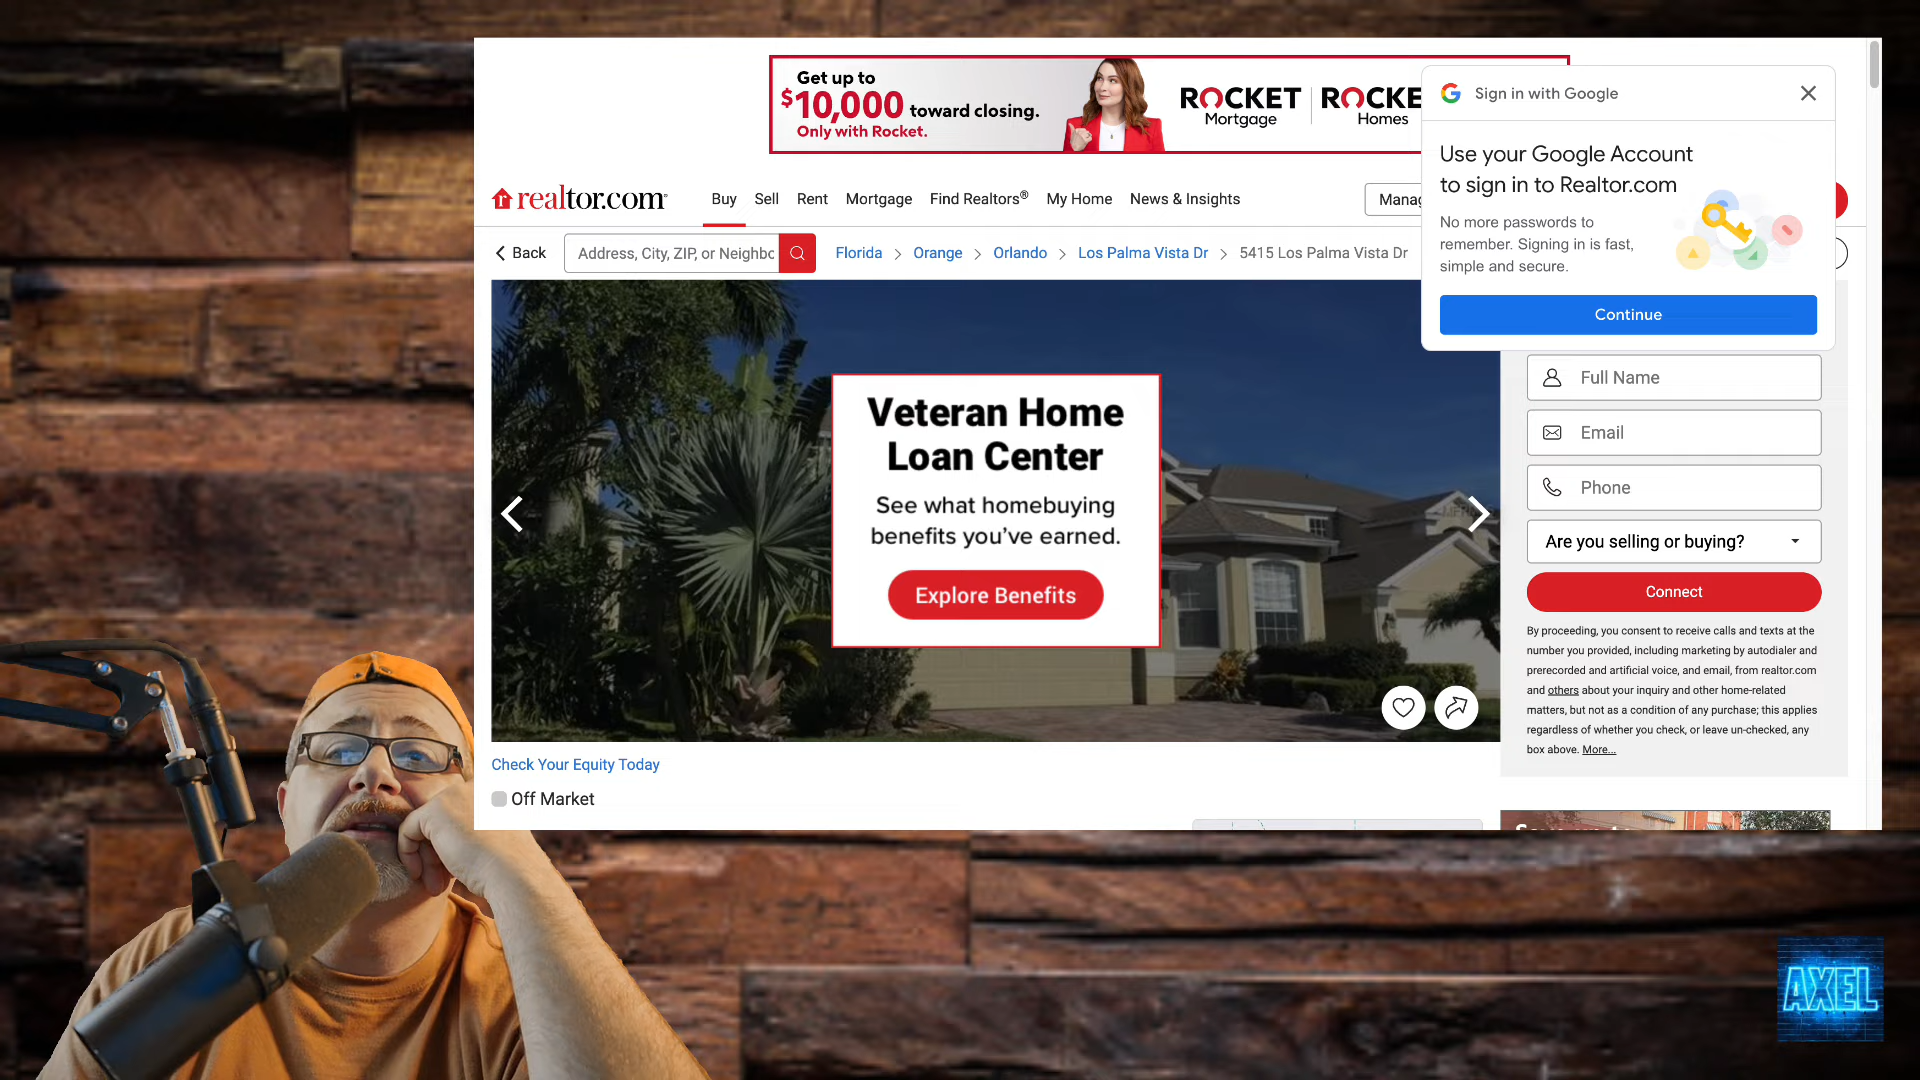 Get up to
$10,000 toward closing.
Only with Rocket.
ROCKET
Mortgage
Homes
Sign in with Google
Use your Google Account
to sign in to Realtor.com
No more passwords to
remember. Signing in is fast,
simple and secure.
Continue
realtor.com
Buy Sell Rent Mortgage Find Realtors® My Home News & Insights
Back
Address, City, ZIP, or Neighbo
Florida > Orange > Orlando > Los Palma Vista Dr > 5415 Los Palma Vista Dr
Veteran Home
Loan Center
See what homebuying
benefits you've earned.
Explore Benefits
Full Name
Email
Phone
Are you selling or buying?
Connect
By proceeding, you consent to receive calls and texts at the
number you provided, including marketing by autodialer and
prerecorded and artificial voice, and email, from realtor.com
and others about your inquiry and other home-related
matters, but not as a condition of any purchase; this applies
regardless of whether you check, or leave un-checked, any
box above. More...
Check Your Equity Today
Off Market
AXEL